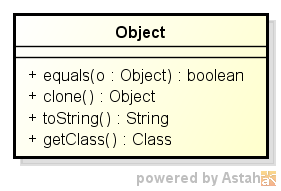 Object
+ equals(o : Object) : boolean
+ clone() : Object
+ toString() : String
+ getClass() : Class
powered by Astah